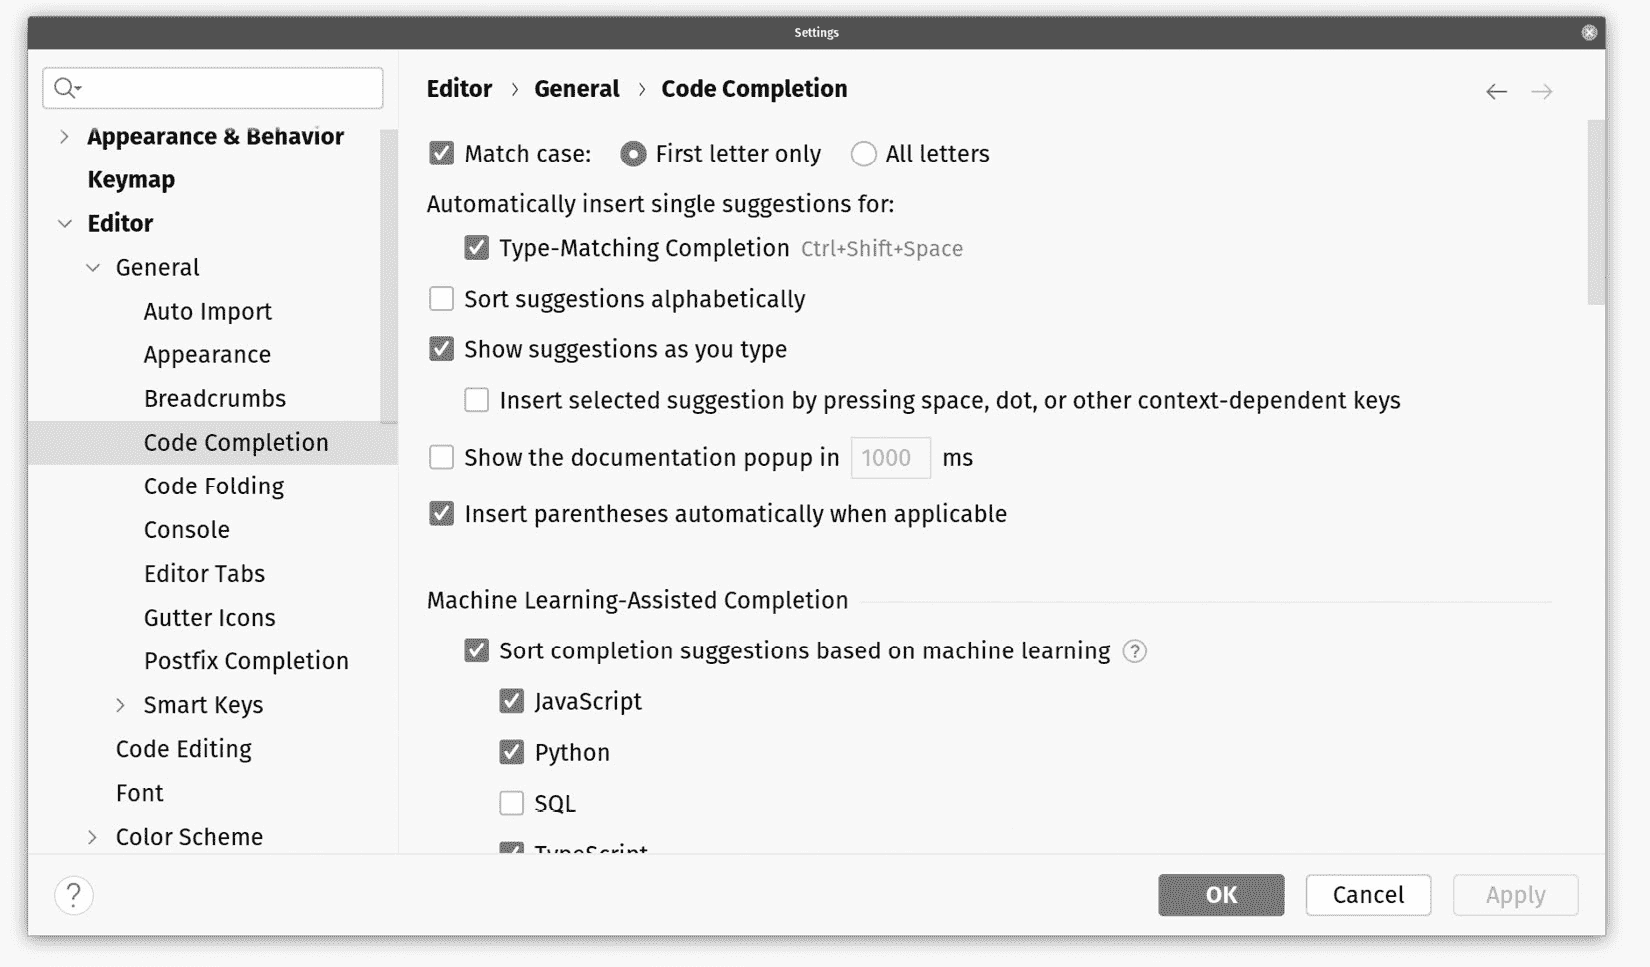 Settings
Appearance & Behavior
Keymap
Editor
General
Auto Import
Appearance
Breadcrumbs
Code Completion
Code Folding
Console
Editor Tabs
Gutter Icons
Postfix Completion
Smart Keys
Code Editing
Font
Color Scheme
Editor › General › Code Completion
Match case: First letter only All letters
Automatically insert single suggestions for:
Type-Matching Completion Ctrl+Shift+Space
Sort suggestions alphabetically
Show suggestions as you type
Insert selected suggestion by pressing space, dot, or other context-dependent keys
Show the documentation popup in 1000 ms
Insert parentheses automatically when applicable
Machine Learning-Assisted Completion
Sort completion suggestions based on machine learning ?
JavaScript
Python
SQL
TypeScript
? OK Cancel Apply